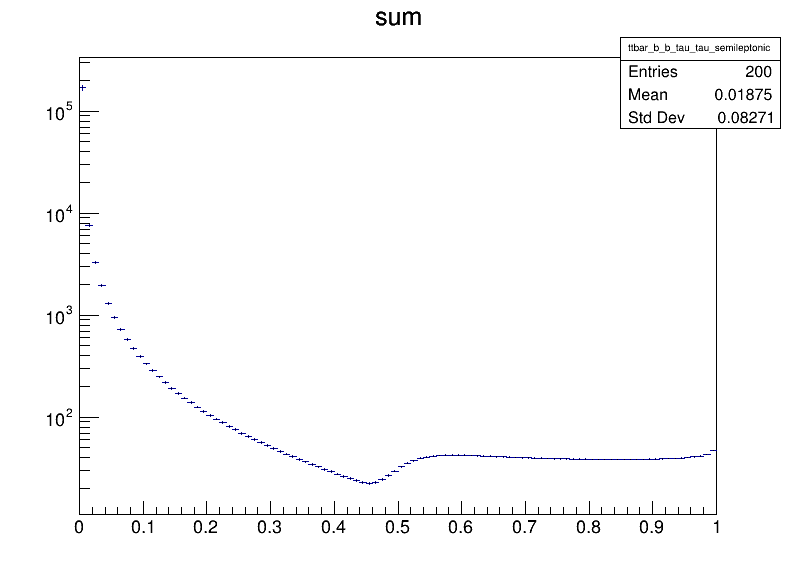 sum
ttbar_b_b_tau_tau_semileptonic
Entries 200
Mean 0.01875
Std Dev 0.08271
10^5
10^4
10^3
10^2
0 0.1 0.2 0.3 0.4 0.5 0.6 0.7 0.8 0.9 1